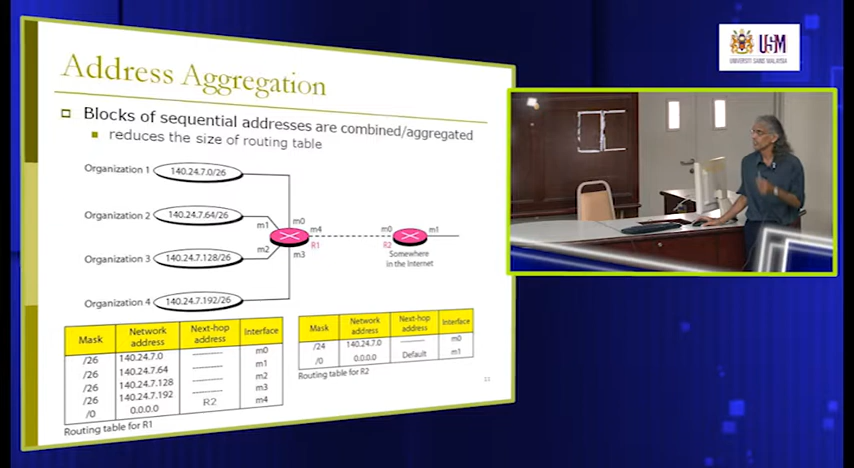 Address Aggregation
Blocks of sequential addresses are combined/aggregated
reduces the size of routing table
Organization 1 140.24.7.0/26
Organization 2 140.24.7.64/26
Organization 3 140.24.7.128/26
Organization 4 140.24.7.192/26
m0
m1
m2
m3
m4
R1
m0
R2
m1
Somewhere
in the Internet
Mask Network address Next-hop address Interface
/26 140.24.7.0 ---------- m0
/26 140.24.7.64 ---------- m1
/26 140.24.7.128 ---------- m2
/26 140.24.7.192 ---------- m3
/0 0.0.0.0 R2 m4
Routing table for R1
Mask Network address Next-hop address Interface
/24 140.24.7.0 ---------- m0
/0 0.0.0.0 Default m1
Routing table for R2
USM
UNIVERSITI SAINS MALAYSIA